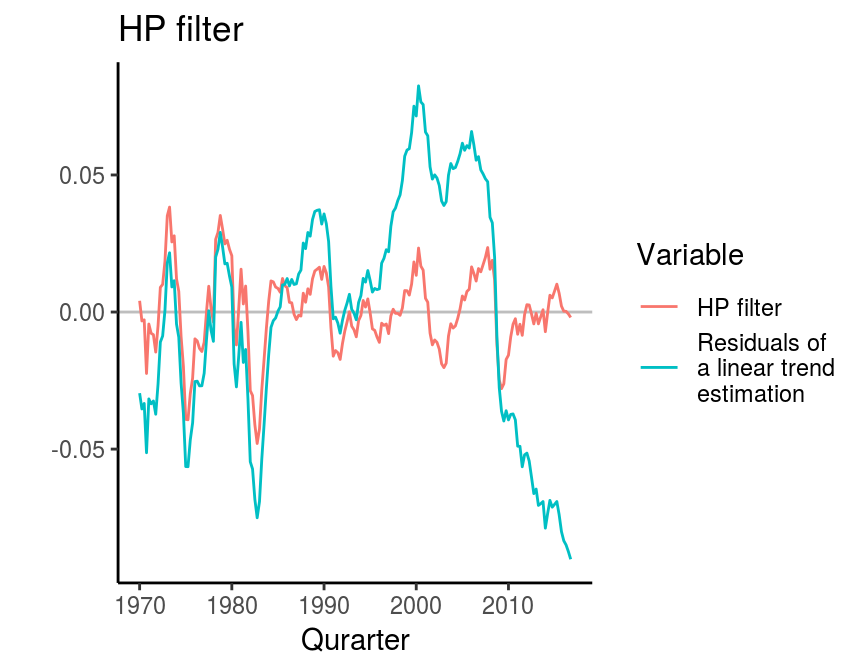 HP filter
0.05
0.00
-0.05
1970 1980 1990 2000 2010
Qurarter
Variable
HP filter
Residuals of
a linear trend
estimation